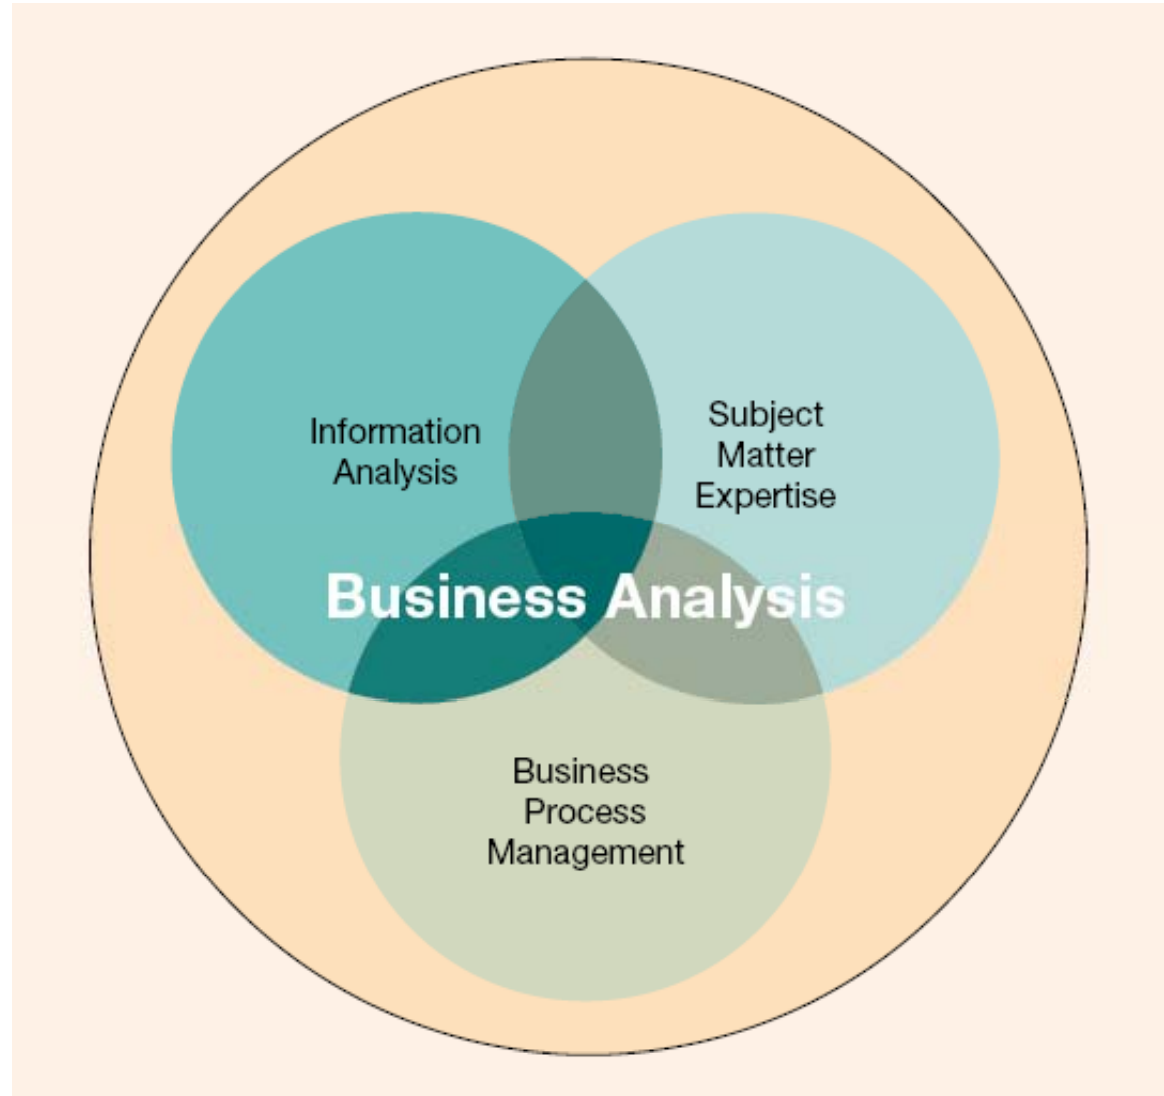 Information
Analysis
Subject
Matter
Expertise
Business Analysis
Business
Process
Management